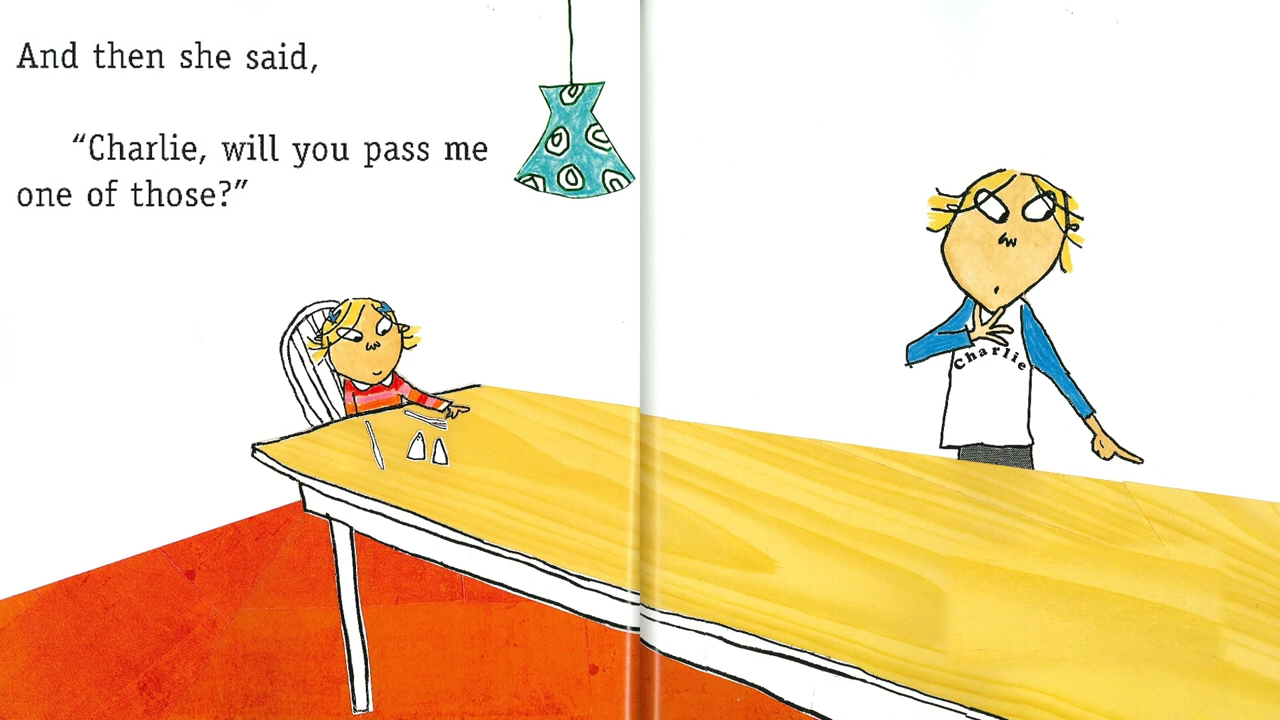 And then she said,
“Charlie, will you pass me
one of those?”
Charlie